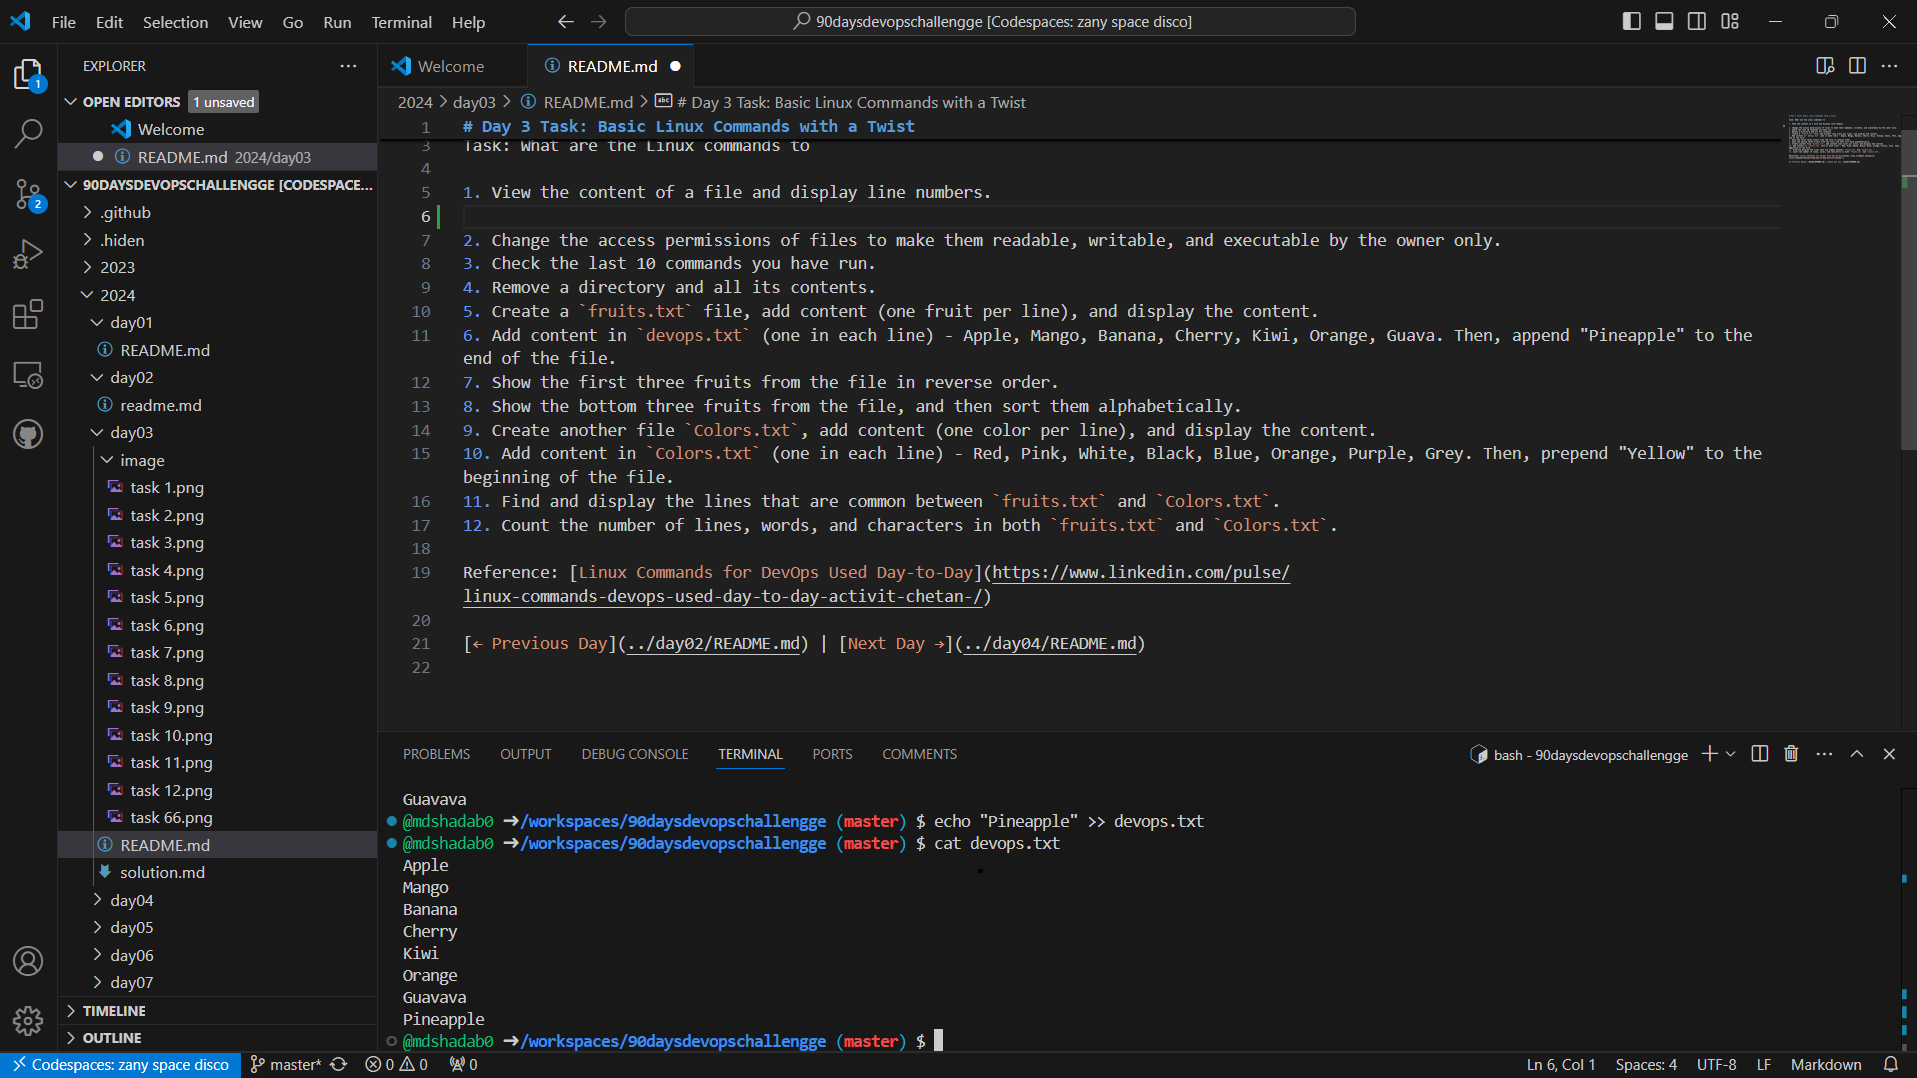 File Edit Selection View Go Run Terminal Help
90daysdevopschallengge [Codespaces: zany space disco]
EXPLORER
OPEN EDITORS 1 unsaved
Welcome
README.md 2024/day03
90DAYSDEVOPSCHALLENGGE [CODESPACE...
.github
.hiden
2023
2024
day01
README.md
day02
readme.md
day03
image
task 1.png
task 2.png
task 3.png
task 4.png
task 5.png
task 6.png
task 7.png
task 8.png
task 9.png
task 10.png
task 11.png
task 12.png
task 66.png
README.md
solution.md
day04
day05
day06
day07
TIMELINE
OUTLINE
1
2
Welcome README.md
2024 > day03 > README.md > # Day 3 Task: Basic Linux Commands with a Twist
1 # Day 3 Task: Basic Linux Commands with a Twist
3 Task: What are the Linux commands to
4
5 1. View the content of a file and display line numbers.
6
7 2. Change the access permissions of files to make them readable, writable, and executable by the owner only.
8 3. Check the last 10 commands you have run.
9 4. Remove a directory and all its contents.
10 5. Create a `fruits.txt` file, add content (one fruit per line), and display the content.
11 6. Add content in `devops.txt` (one in each line) - Apple, Mango, Banana, Cherry, Kiwi, Orange, Guava. Then, append "Pineapple" to the
end of the file.
12 7. Show the first three fruits from the file in reverse order.
13 8. Show the bottom three fruits from the file, and then sort them alphabetically.
14 9. Create another file `Colors.txt`, add content (one color per line), and display the content.
15 10. Add content in `Colors.txt` (one in each line) - Red, Pink, White, Black, Blue, Orange, Purple, Grey. Then, prepend "Yellow" to the
beginning of the file.
16 11. Find and display the lines that are common between `fruits.txt` and `Colors.txt`.
17 12. Count the number of lines, words, and characters in both `fruits.txt` and `Colors.txt`.
18
19 Reference: [Linux Commands for DevOps Used Day-to-Day](https://www.linkedin.com/pulse/
linux-commands-devops-used-day-to-day-activit-chetan-/)
20
21 [← Previous Day](../day02/README.md) | [Next Day →](../day04/README.md)
22
PROBLEMS OUTPUT DEBUG CONSOLE TERMINAL PORTS COMMENTS
bash - 90daysdevopschallengge
Guavava
@mdshadab0 ➜/workspaces/90daysdevopschallengge (master) $ echo "Pineapple" >> devops.txt
@mdshadab0 ➜/workspaces/90daysdevopschallengge (master) $ cat devops.txt
Apple
Mango
Banana
Cherry
Kiwi
Orange
Guavava
Pineapple
@mdshadab0 ➜/workspaces/90daysdevopschallengge (master) $
Codespaces: zany space disco master* 0 0 0
Ln 6, Col 1 Spaces: 4 UTF-8 LF Markdown